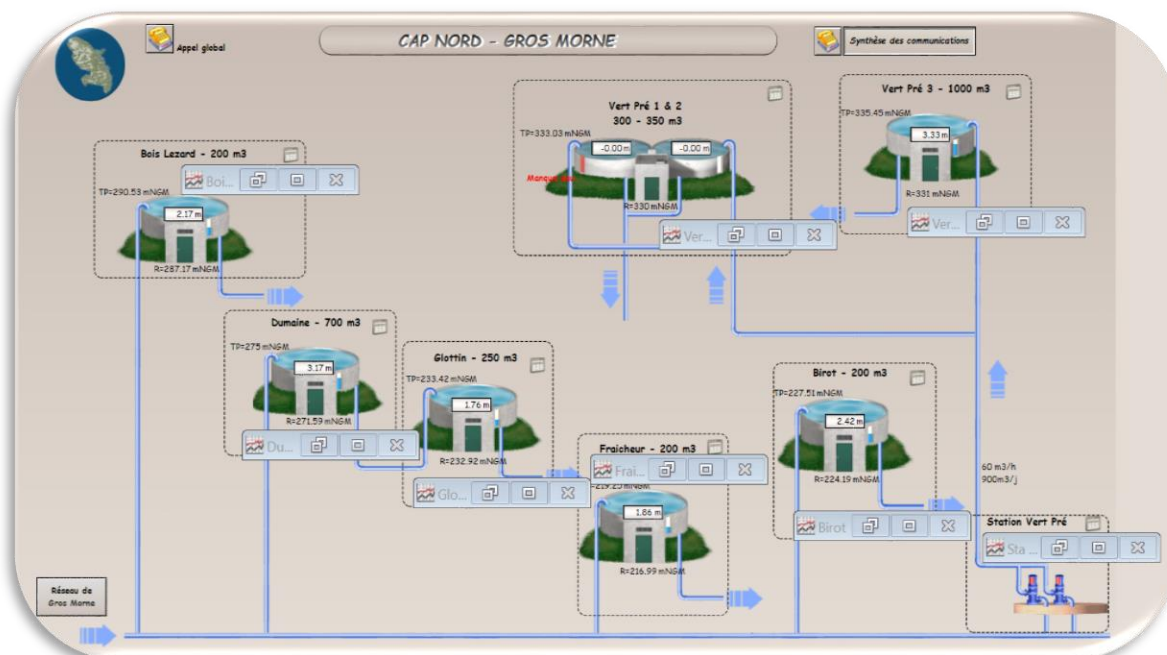 Appel global
CAP NORD - GROS MORNE
Synthèse des communications
Vert Pré 1 & 2
300 - 350 m3
TP=333.03 mNGM
-0.00 m
-0.00 m
R=330 mNGM
Ver...
Vert Pré 3 - 1000 m3
TP=335.45 mNGM
3.33 m
R=331 mNGM
Ver...
Bois Lezard - 200 m3
Boi...
TP=290.53 mNGM
2.17 m
R=287.17 mNGM
Dumaine - 700 m3
TP=275 mNGM
3.17 m
R=271.59 mNGM
Du...
Glottin - 250 m3
TP=233.42 mNGM
1.76 m
R=232.92 mNGM
Glo...
Fraicheur - 200 m3
Frai...
1.86 m
R=216.99 mNGM
Birot - 200 m3
TP=227.51 mNGM
2.42 m
R=224.19 mNGM
Birot
60 m3/h
900m3/j
Station Vert Pré
Sta ...
Réseau de
Gros Morne